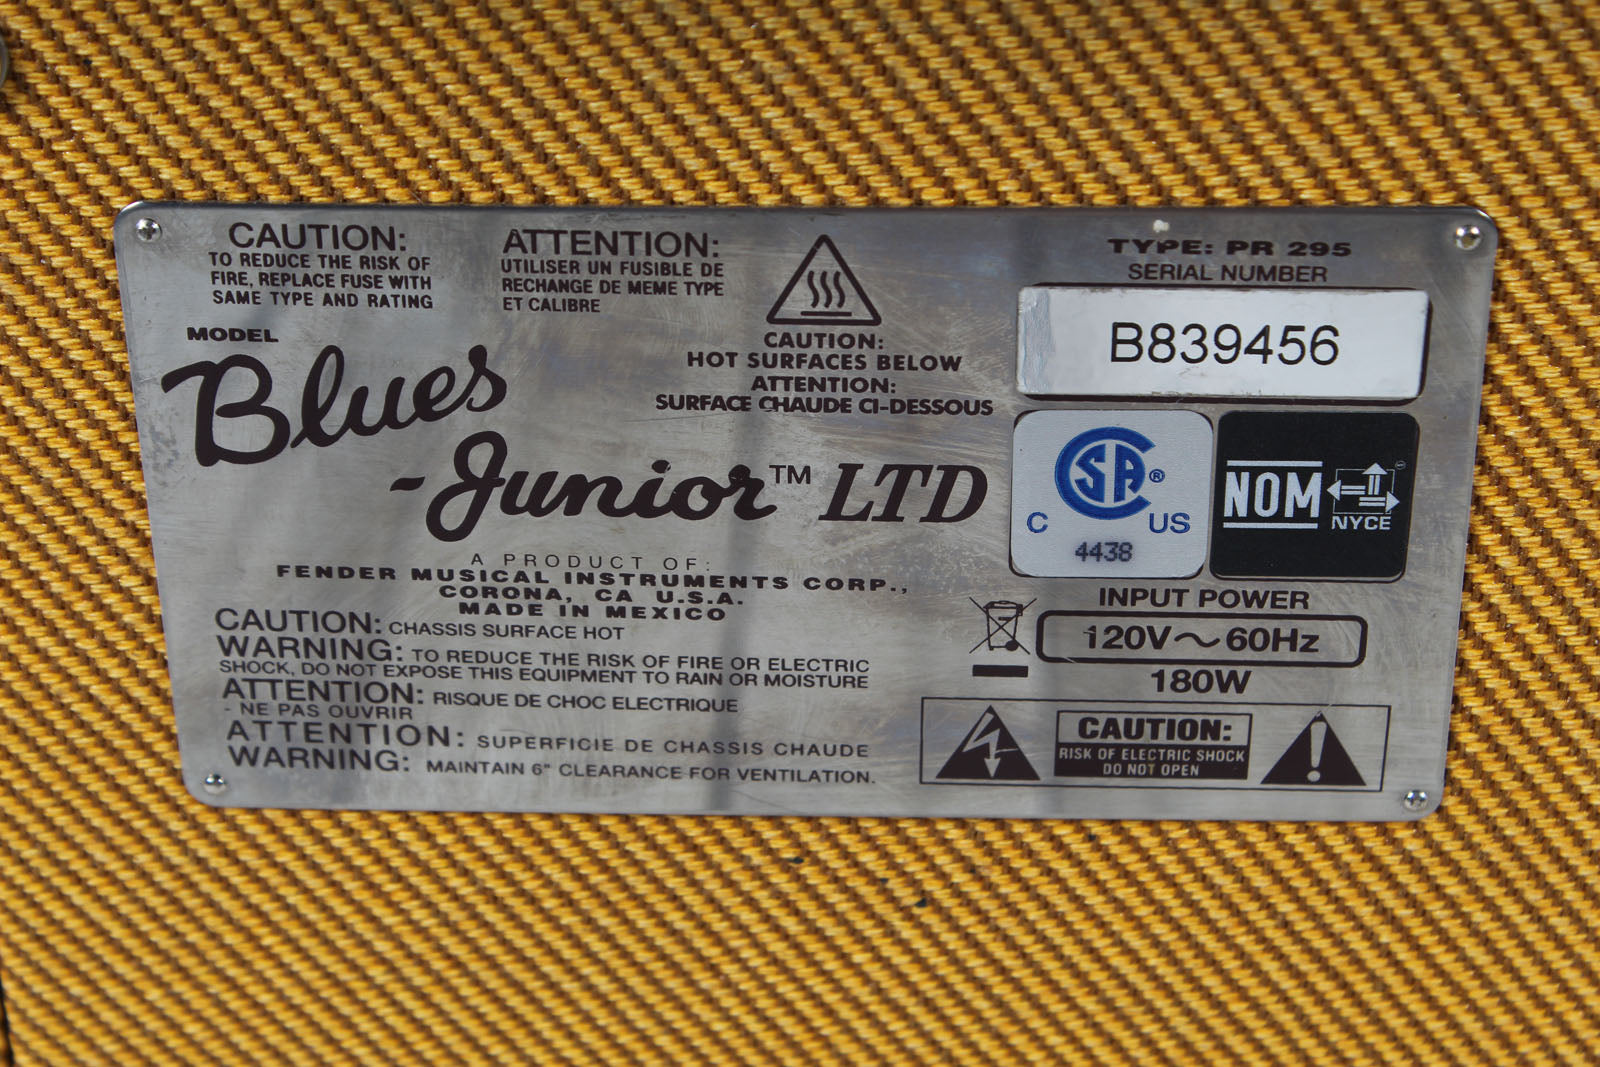 CAUTION:
TO REDUCE THE RISK OF
FIRE, REPLACE FUSE WITH
SAME TYPE AND RATING
ATTENTION:
UTILISER UN FUSIBLE DE
RECHANGE DE MEME TYPE
ET CALIBRE
CAUTION:
HOT SURFACES BELOW
ATTENTION:
SURFACE CHAUDE CI-DESSOUS
TYPE: PR 295
SERIAL NUMBER
B839456
MODEL
Blues
Junior™ LTD
A PRODUCT OF:
FENDER MUSICAL INSTRUMENTS CORP.,
CORONA, CA U.S.A.
MADE IN MEXICO
CSA®
C US
4438
NOM
NYCE
INPUT POWER
120V~60Hz
180W
CAUTION: CHASSIS SURFACE HOT
WARNING: TO REDUCE THE RISK OF FIRE OR ELECTRIC
SHOCK, DO NOT EXPOSE THIS EQUIPMENT TO RAIN OR MOISTURE
ATTENTION: RISQUE DE CHOC ELECTRIQUE
- NE PAS OUVRIR
ATTENTION: SUPERFICIE DE CHASSIS CHAUDE
WARNING: MAINTAIN 6" CLEARANCE FOR VENTILATION.
CAUTION:
RISK OF ELECTRIC SHOCK
DO NOT OPEN